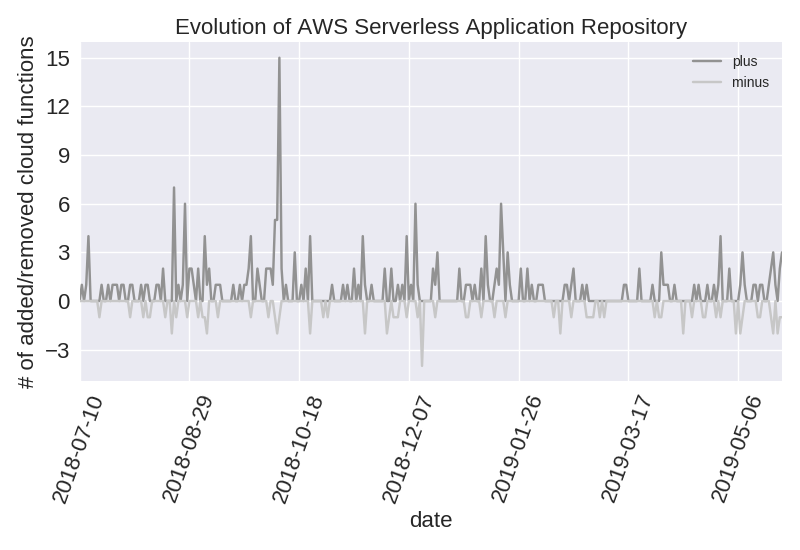 Evolution of AWS Serverless Application Repository
# of added/removed cloud functions
15
12
9
6
3
0
−3
plus
minus
2018-07-10
2018-08-29
2018-10-18
2018-12-07
2019-01-26
2019-03-17
2019-05-06
date